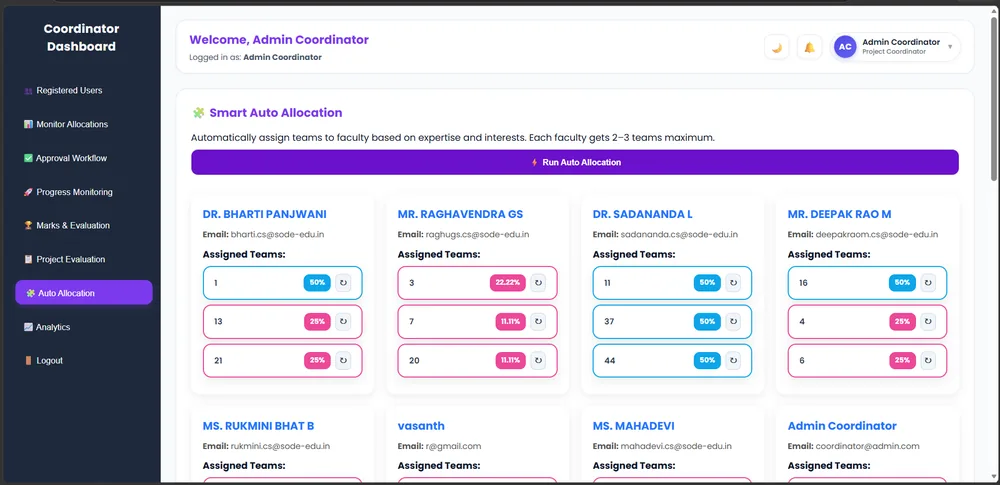 Coordinator
Dashboard
Registered Users
Monitor Allocations
Approval Workflow
Progress Monitoring
Marks & Evaluation
Project Evaluation
Auto Allocation
Analytics
Logout
Welcome, Admin Coordinator
Logged in as: Admin Coordinator
AC
Admin Coordinator
Project Coordinator
Smart Auto Allocation
Automatically assign teams to faculty based on expertise and interests. Each faculty gets 2–3 teams maximum.
Run Auto Allocation
DR. BHARTI PANJWANI
Email: bharti.cs@sode-edu.in
Assigned Teams:
1 50%
13 25%
21 25%
MR. RAGHAVENDRA GS
Email: raghugs.cs@sode-edu.in
Assigned Teams:
3 22.22%
7 11.11%
20 11.11%
DR. SADANANDA L
Email: sadananda.cs@sode-edu.in
Assigned Teams:
11 50%
37 50%
44 50%
MR. DEEPAK RAO M
Email: deepakraom.cs@sode-edu.in
Assigned Teams:
16 50%
4 25%
6 25%
MS. RUKMINI BHAT B
Email: rukmini.cs@sode-edu.in
Assigned Teams:
vasanth
Email: r@gmail.com
Assigned Teams:
MS. MAHADEVI
Email: mahadevi.cs@sode-edu.in
Assigned Teams:
Admin Coordinator
Email: coordinator@admin.com
Assigned Teams: